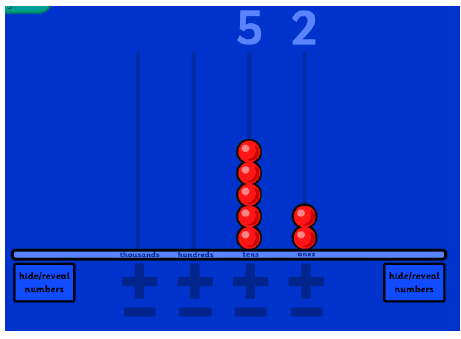 5 2
thousands hundreds tens ones
hide/reveal
numbers
hide/reveal
numbers